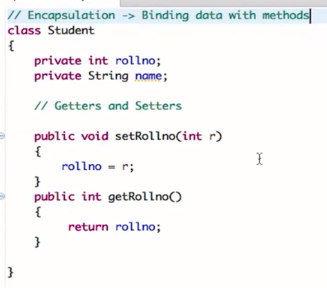 // Encapsulation -> Binding data with methods
class Student
{
    private int rollno;
    private String name;

    // Getters and Setters

    public void setRollno(int r)
    {
        rollno = r;
    }
    public int getRollno()
    {
         return rollno;
    }

}